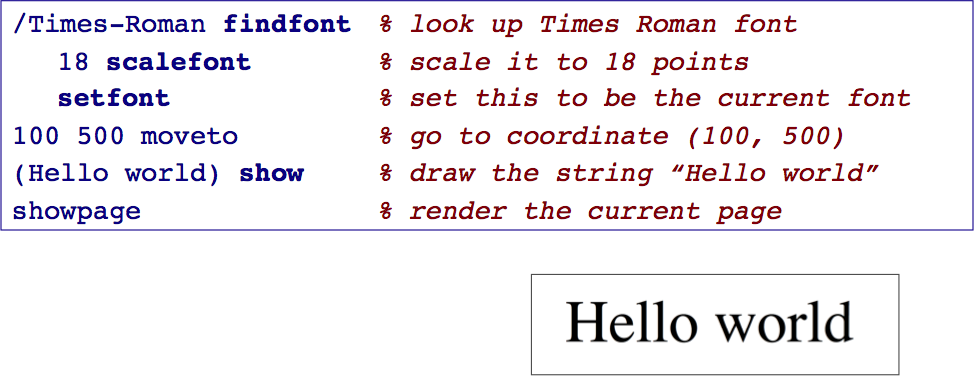 /Times-Roman findfont % look up Times Roman font
18 scalefont % scale it to 18 points
setfont % set this to be the current font
100 500 moveto % go to coordinate (100, 500)
(Hello world) show % draw the string “Hello world”
showpage % render the current page
Hello world